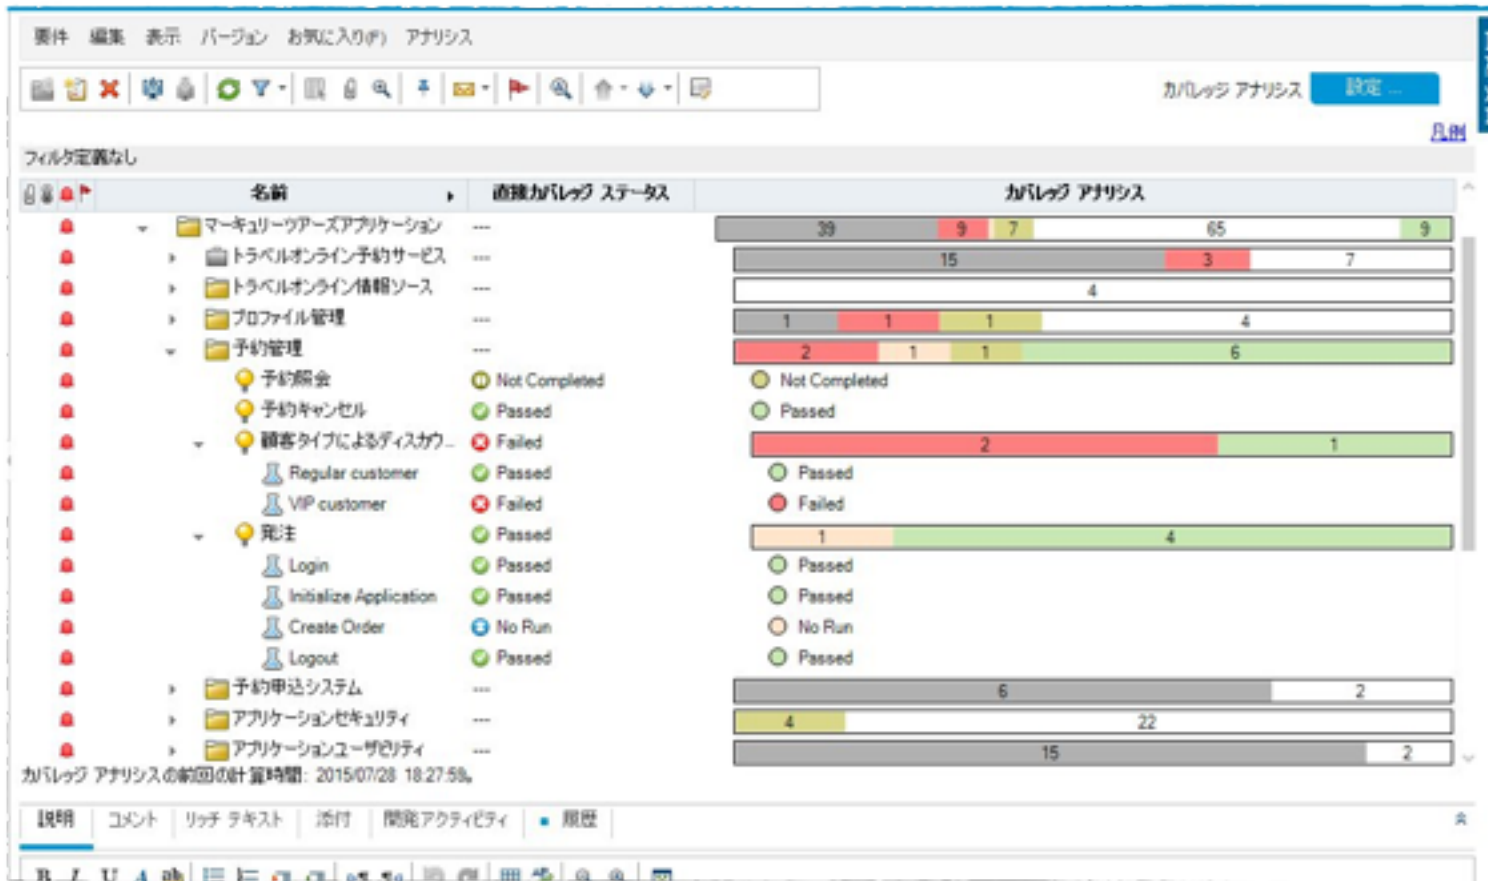 要件 編集 表示 バージョン お気に入り(F) アナリシス
カバレッジ アナリシス 設定 ...
凡例
フィルタ定義なし
名前 直接カバレッジ ステータス カバレッジ アナリシス
マーキュリーツアーズアプリケーション --- 39 9 7 65 9
トラベルオンライン予約サービス --- 15 3 7
トラベルオンライン情報ソース --- 4
プロファイル管理 --- 1 1 1 4
予約管理 --- 2 1 1 6
予約照会 Not Completed Not Completed
予約キャンセル Passed Passed
顧客タイプによるディスカウ... Failed 2 1
Regular customer Passed Passed
VIP customer Failed Failed
発注 Passed 1 4
Login Passed Passed
Initialize Application Passed Passed
Create Order No Run No Run
Logout Passed Passed
予約申込システム --- 6 2
アプリケーションセキュリティ --- 4 22
アプリケーションユーザビリティ --- 15 2
カバレッジ アナリシスの前回の計算時間: 2015/07/28 18:27:59。
説明 コメント リッチ テキスト 添付 開発アクティビティ 履歴
B I U A ab